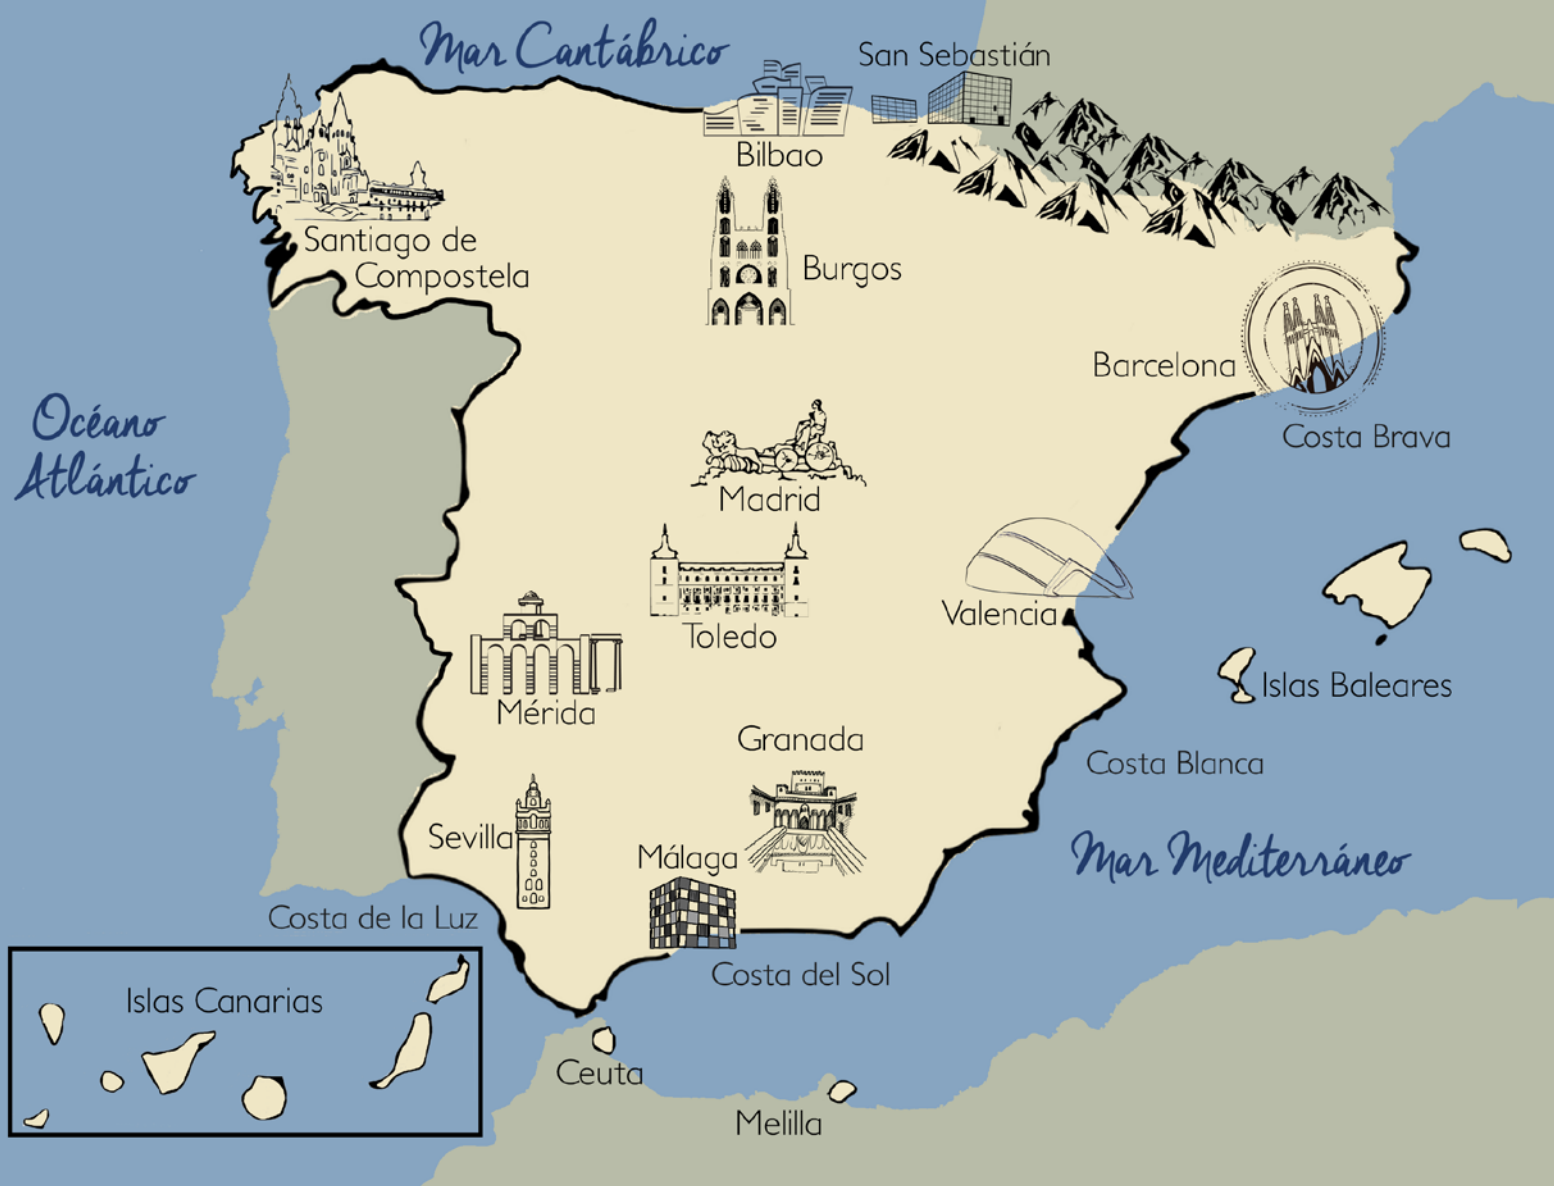 Mar Cantábrico
San Sebastián
Bilbao
Santiago de
Compostela
Burgos
Barcelona
Océano
Atlántico
Costa Brava
Madrid
Valencia
Toledo
Islas Baleares
Mérida
Granada
Costa Blanca
Sevilla
Málaga
Mar Mediterráneo
Costa de la Luz
Costa del Sol
Islas Canarias
Ceuta
Melilla